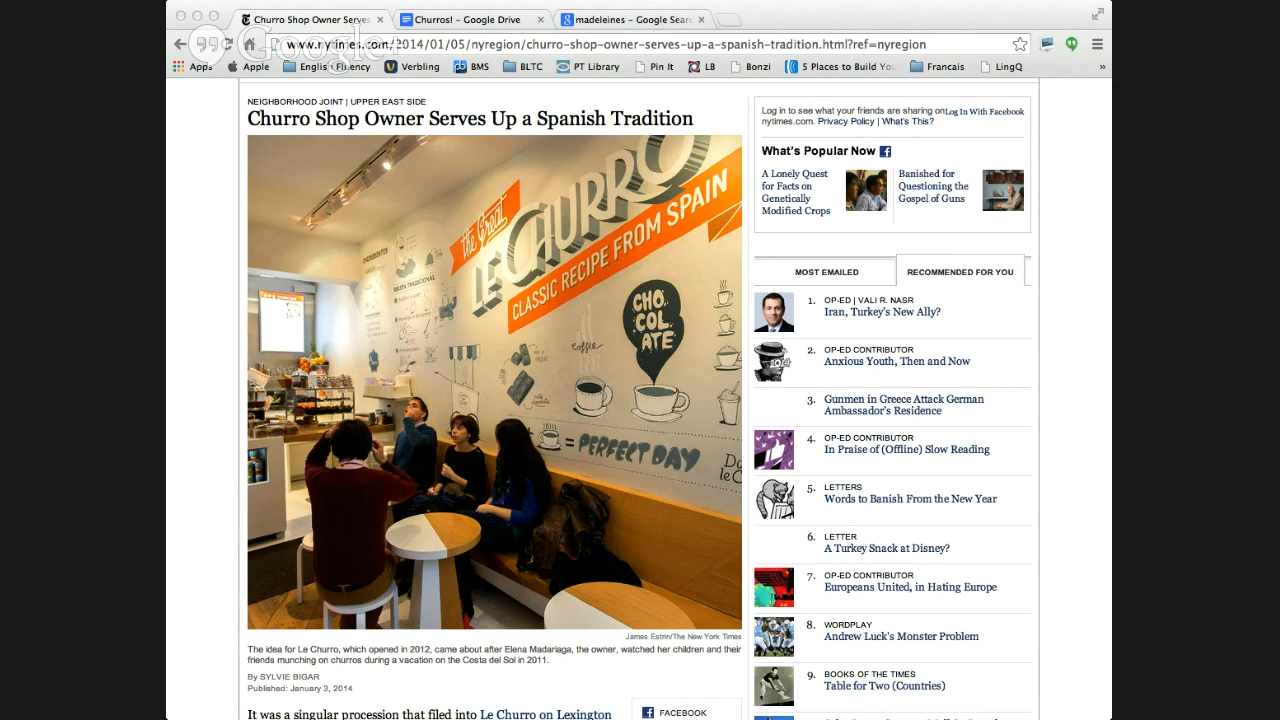 Churro Shop Owner Serves
Churros! – Google Drive
madeleines – Google Sear
Google+
www.nytimes.com/2014/01/05/nyregion/churro-shop-owner-serves-up-a-spanish-tradition.html?ref=nyregion
Apps
Apple
English Fluency
Verbling
BMS
BLTC
PT Library
Pin It
LB
Bonzi
5 Places to Build Yo
Francais
LingQ
»
NEIGHBORHOOD JOINT | UPPER EAST SIDE
Churro Shop Owner Serves Up a Spanish Tradition
the Great
LE CHURRO
CLASSIC RECIPE FROM SPAIN
INGREDIENTES
RECETA TRADICIONAL
CHO
COL
ATE
coffee
= PERFECT DAY
James Estrin/The New York Times
The idea for Le Churro, which opened in 2012, came about after Elena Madariaga, the owner, watched her children and their
friends munching on churros during a vacation on the Costa del Sol in 2011.
By SYLVIE BIGAR
Published: January 3, 2014
It was a singular procession that filed into Le Churro on Lexington
FACEBOOK
Log in to see what your friends are sharing on
nytimes.com. Privacy Policy | What's This?
Log In With Facebook
What's Popular Now
A Lonely Quest
for Facts on
Genetically
Modified Crops
Banished for
Questioning the
Gospel of Guns
MOST EMAILED
RECOMMENDED FOR YOU
1. OP-ED | VALI R. NASR
Iran, Turkey's New Ally?
2. OP-ED CONTRIBUTOR
Anxious Youth, Then and Now
3. Gunmen in Greece Attack German
Ambassador's Residence
4. OP-ED CONTRIBUTOR
In Praise of (Offline) Slow Reading
5. LETTERS
Words to Banish From the New Year
6. LETTER
A Turkey Snack at Disney?
7. OP-ED CONTRIBUTOR
Europeans United, in Hating Europe
8. WORDPLAY
Andrew Luck's Monster Problem
9. BOOKS OF THE TIMES
Table for Two (Countries)